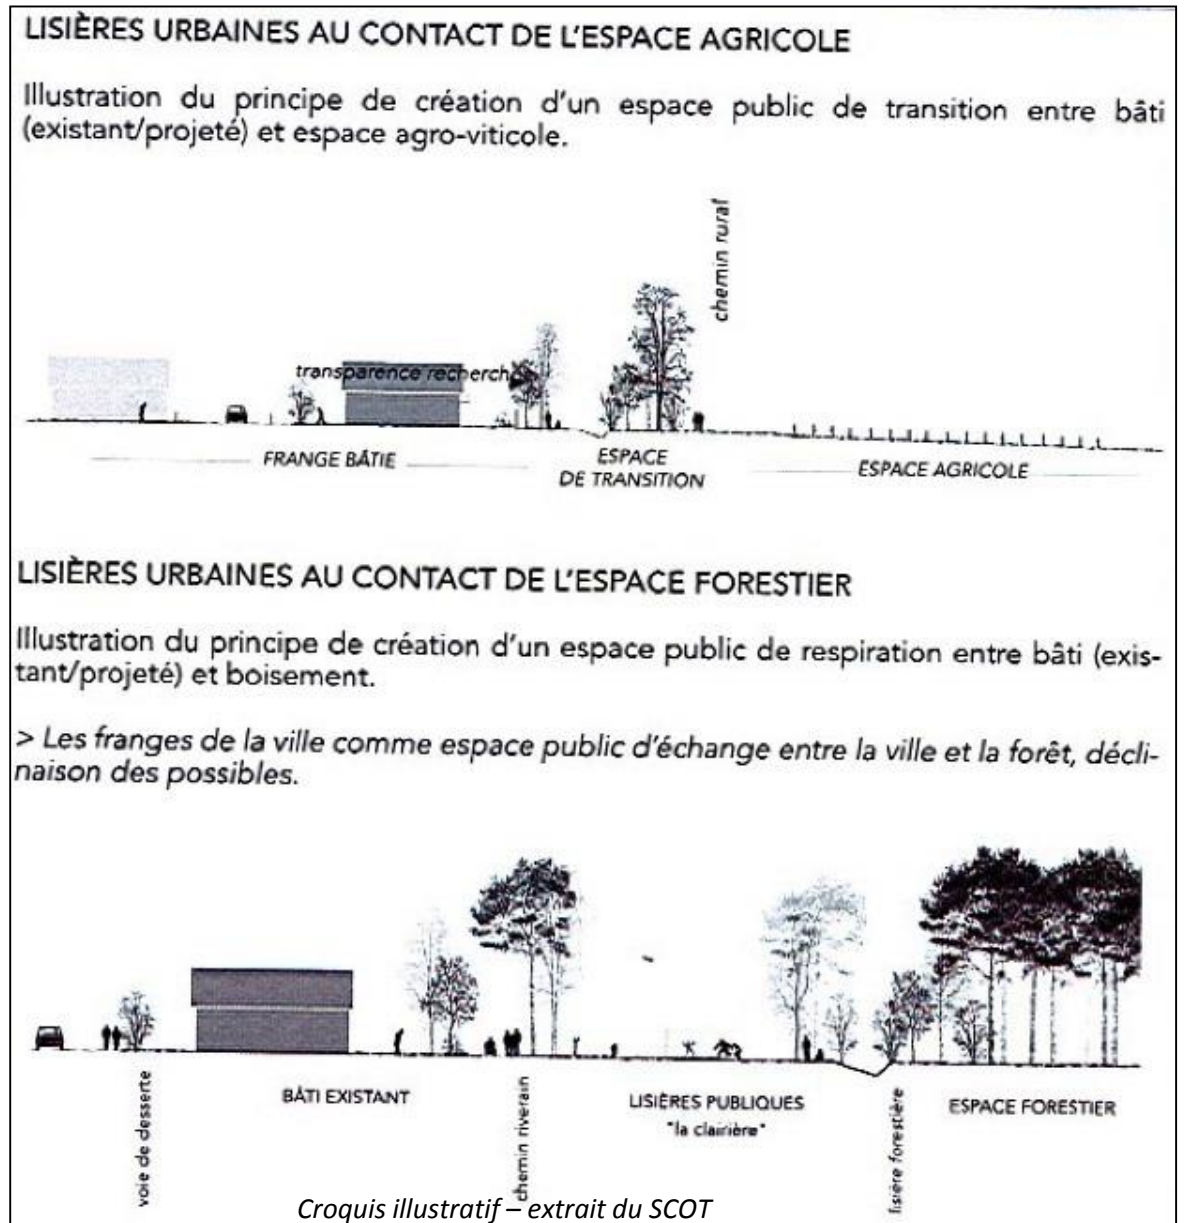 LISIÈRES URBAINES AU CONTACT DE L'ESPACE AGRICOLE
Illustration du principe de création d'un espace public de transition entre bâti
(existant/projeté) et espace agro-viticole.
chemin rural
transparence recherch
FRANGE BÂTIE
ESPACE
DE TRANSITION
ESPACE AGRICOLE
LISIÈRES URBAINES AU CONTACT DE L'ESPACE FORESTIER
Illustration du principe de création d'un espace public de respiration entre bâti (exis-
tant/projeté) et boisement.
> Les franges de la ville comme espace public d'échange entre la ville et la forêt, décli-
naison des possibles.
voie de desserte
BÂTI EXISTANT
chemin riverain
LISIÈRES PUBLIQUES
"la clairière"
lisière forestière
ESPACE FORESTIER
Croquis illustratif – extrait du SCOT